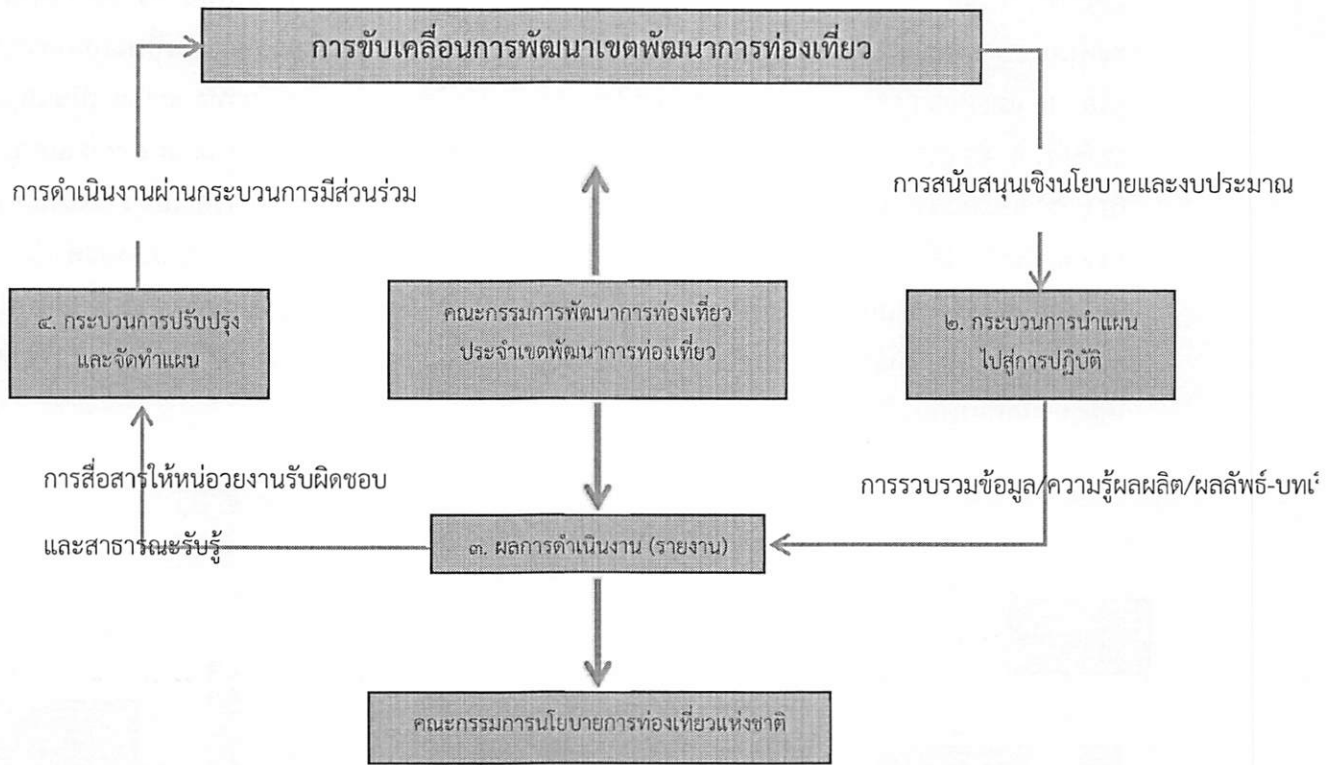 การขับเคลื่อนการพัฒนาเขตพัฒนาการท่องเที่ยว
การดำเนินงานผ่านกระบวนการมีส่วนร่วม
การสนับสนุนเชิงนโยบายและงบประมาณ
๔. กระบวนการปรับปรุง
และจัดทำแผน
คณะกรรมการพัฒนาการท่องเที่ยว
ประจำเขตพัฒนาการท่องเที่ยว
๒. กระบวนการนำแผน
ไปสู่การปฏิบัติ
การสื่อสารให้หน่อวยงานรับผิดชอบ
และสาธารณะรับรู้
การรวบรวมข้อมูล/ความรู้ผลผลิต/ผลลัพธ์-บทเ
๓. ผลการดำเนินงาน (รายงาน)
คณะกรรมการนโยบายการท่องเที่ยวแห่งชาติ